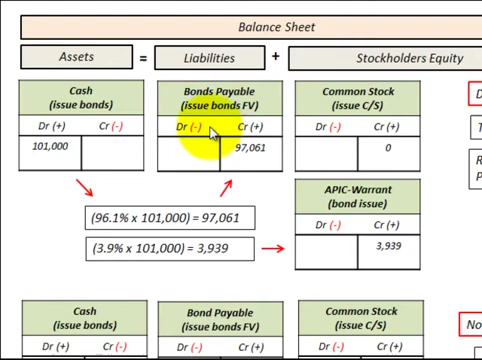 Balance Sheet
Assets = Liabilities + Stockholders Equity
Cash
(issue bonds)
Dr (+) Cr (-)
101,000
Bonds Payable
(issue bonds FV)
Dr (-) Cr (+)
97,061
Common Stock
(issue C/S)
Dr (-) Cr (+)
0
D
T
R
P
(96.1% x 101,000) = 97,061
(3.9% x 101,000) = 3,939
APIC-Warrant
(bond issue)
Dr (-) Cr (+)
3,939
Cash
(issue bonds)
Dr (+) Cr (-)
Bond Payable
(issue bonds FV)
Dr (-) Cr (+)
Common Stock
(issue C/S)
Dr (-) Cr (+)
No